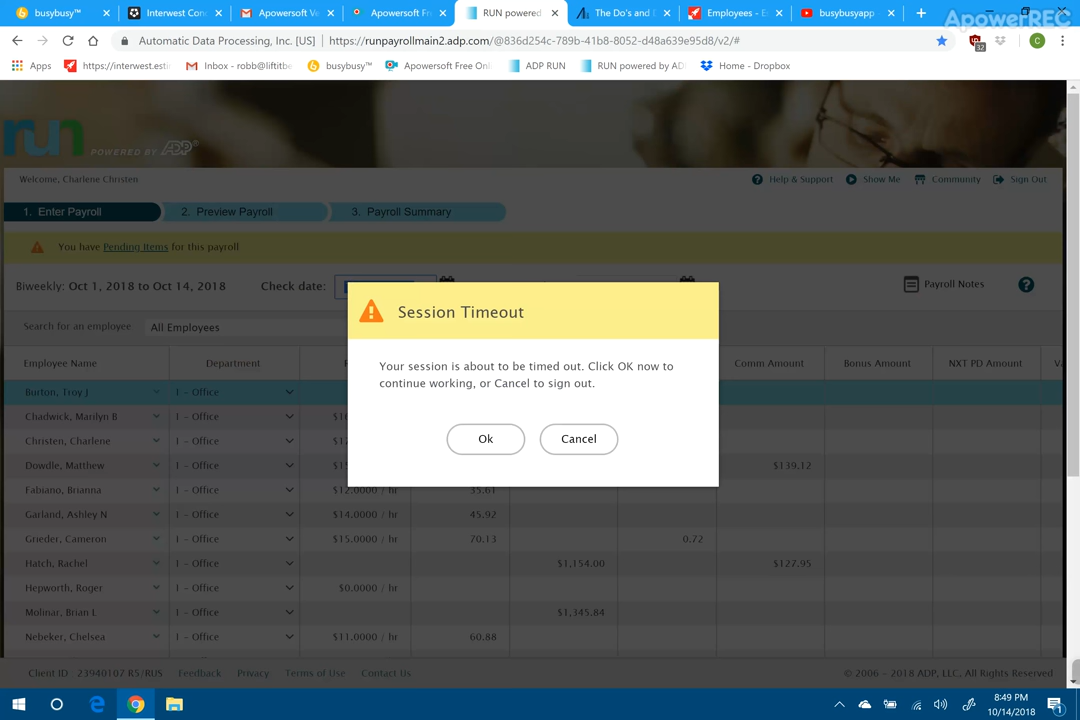 busybusy™
Interwest Con
Apowersoft V
Apowersoft Fr
RUN powered
The Do's and
Employees - E
busybusyapp -
ApowerREC
Automatic Data Processing, Inc. [US] | https://runpayrollmain2.adp.com/@836d254c-789b-41b8-8052-d48a639e95d8/v2/#
32
C
Apps
https://interwest.esti
Inbox - robb@liftitbe
busybusy™
Apowersoft Free Onl
ADP RUN
RUN powered by AD
Home - Dropbox
run POWERED BY ADP
Welcome, Charlene Christen
Help & Support Show Me Community Sign Out
1. Enter Payroll 2. Preview Payroll 3. Payroll Summary
You have Pending Items for this payroll
Biweekly: Oct 1, 2018 to Oct 14, 2018 Check date: Payroll Notes
Search for an employee All Employees
Session Timeout
Your session is about to be timed out. Click OK now to
continue working, or Cancel to sign out.
Ok Cancel
Employee Name Department Comm Amount Bonus Amount NXT PD Amount
Burton, Troy J 1 - Office
Chadwick, Marilyn B 1 - Office
Christen, Charlene 1 - Office
Dowdle, Matthew 1 - Office $139.12
Fabiano, Brianna 1 - Office $12.0000 / hr 35.61
Garland, Ashley N 1 - Office $14.0000 / hr 45.92
Grieder, Cameron 1 - Office $15.0000 / hr 70.13 0.72
Hatch, Rachel 1 - Office $1,154.00 $127.95
Hepworth, Roger 1 - Office $0.0000 / hr
Molinar, Brian L 1 - Office $1,345.84
Nebeker, Chelsea 1 - Office $11.0000 / hr 60.88
Client ID 23940107 R5/RUS Feedback Privacy Terms of Use Contact Us © 2006 - 2018 ADP, LLC, All Rights Reserved
8:49 PM
10/14/2018
1